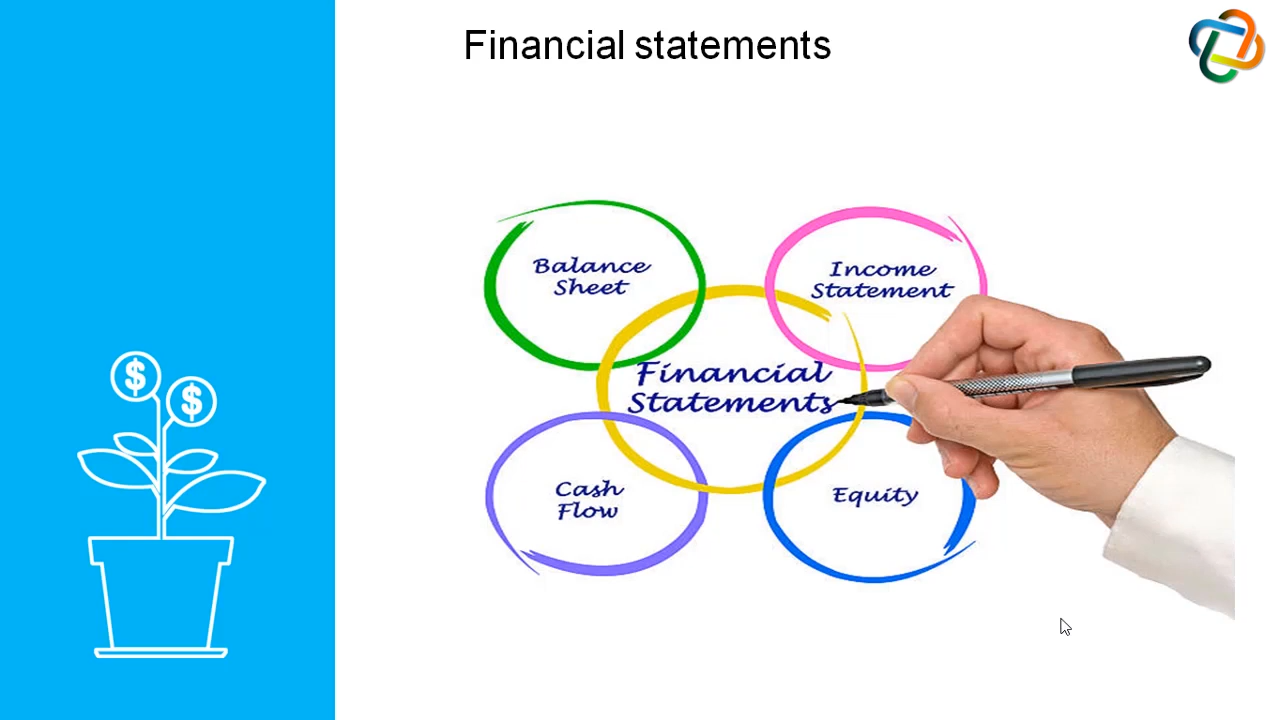 Financial statements
Balance
Sheet
Income
Statement
Financial
Statements
Cash
Flow
Equity
$
$